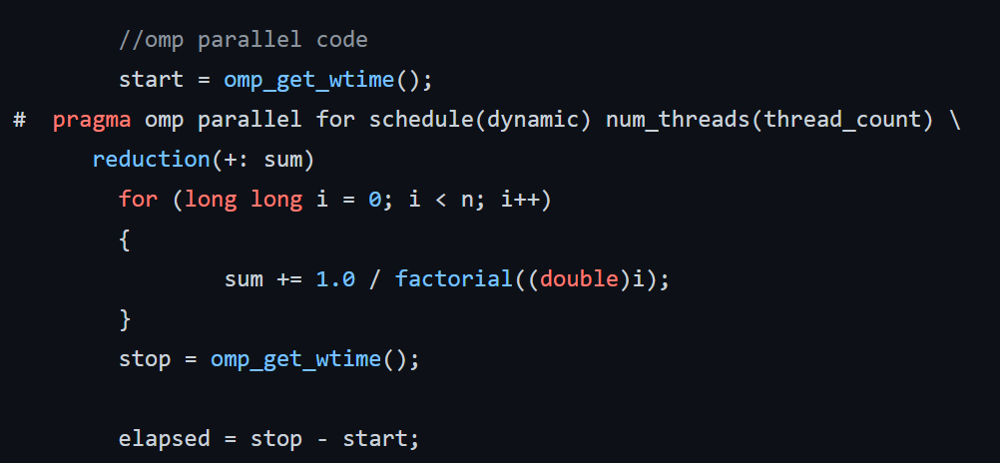 //omp parallel code
start = omp_get_wtime();
#  pragma omp parallel for schedule(dynamic) num_threads(thread_count) \
reduction(+: sum)
for (long long i = 0; i < n; i++)
{
sum += 1.0 / factorial((double)i);
}
stop = omp_get_wtime();
elapsed = stop - start;